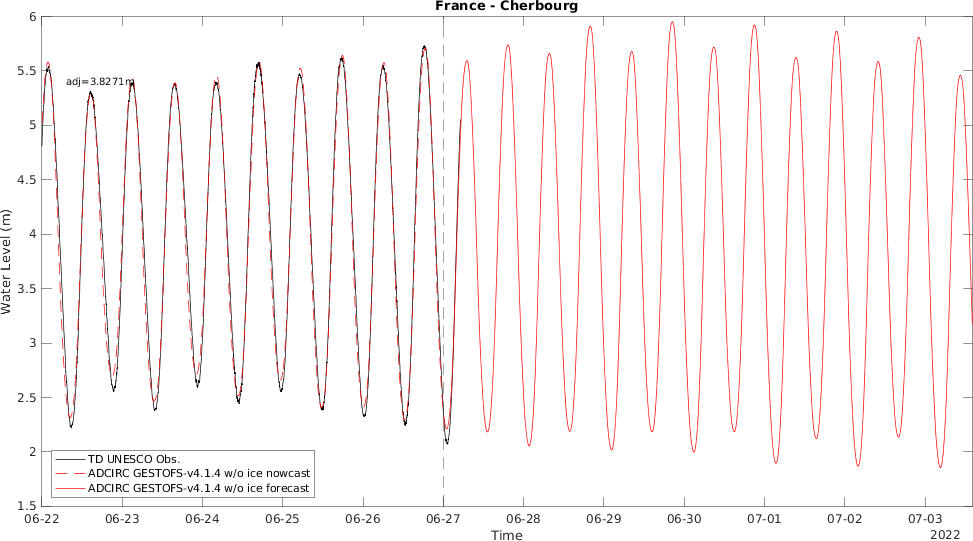 France - Cherbourg
6
5.5
5
4.5
4
3.5
3
2.5
2
1.5
Water Level (m)
adj=3.8271m
TD UNESCO Obs.
ADCIRC GESTOFS-v4.1.4 w/o ice nowcast
ADCIRC GESTOFS-v4.1.4 w/o ice forecast
06-22 06-23 06-24 06-25 06-26 06-27 06-28 06-29 06-30 07-01 07-02 07-03
2022
Time